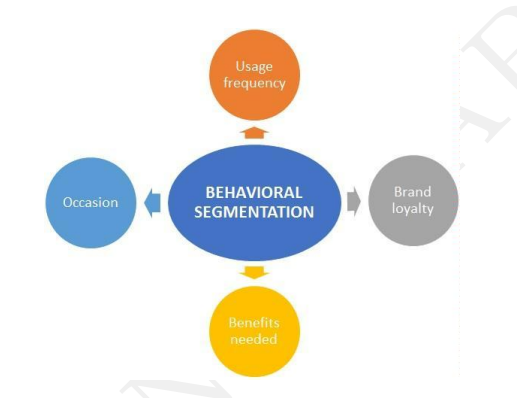 Usage
frequency
Occasion
BEHAVIORAL
SEGMENTATION
Brand
loyalty
Benefits
needed